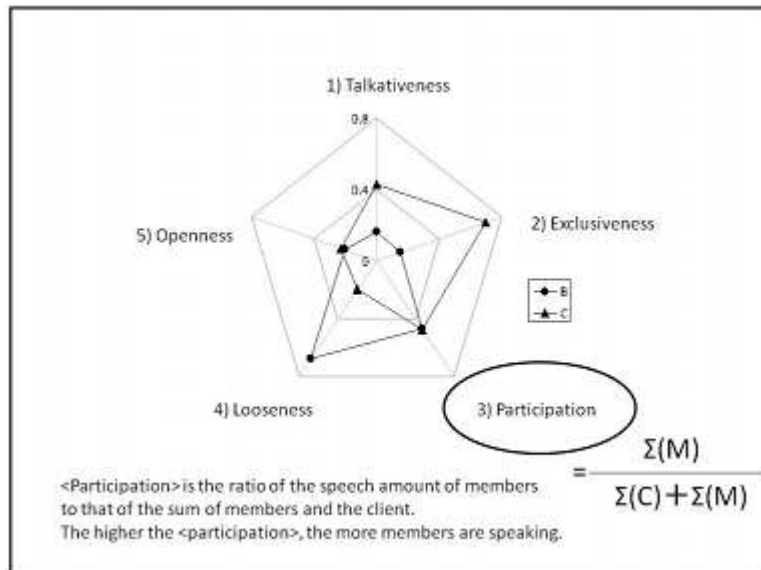 1) Talkativeness
0.8
0.4
0
5) Openness
2) Exclusiveness
B
C
4) Looseness
3) Participation
<Participation> is the ratio of the speech amount of members
to that of the sum of members and the client.
The higher the <participation>, the more members are speaking.
= Σ(M)
Σ(C)+Σ(M)